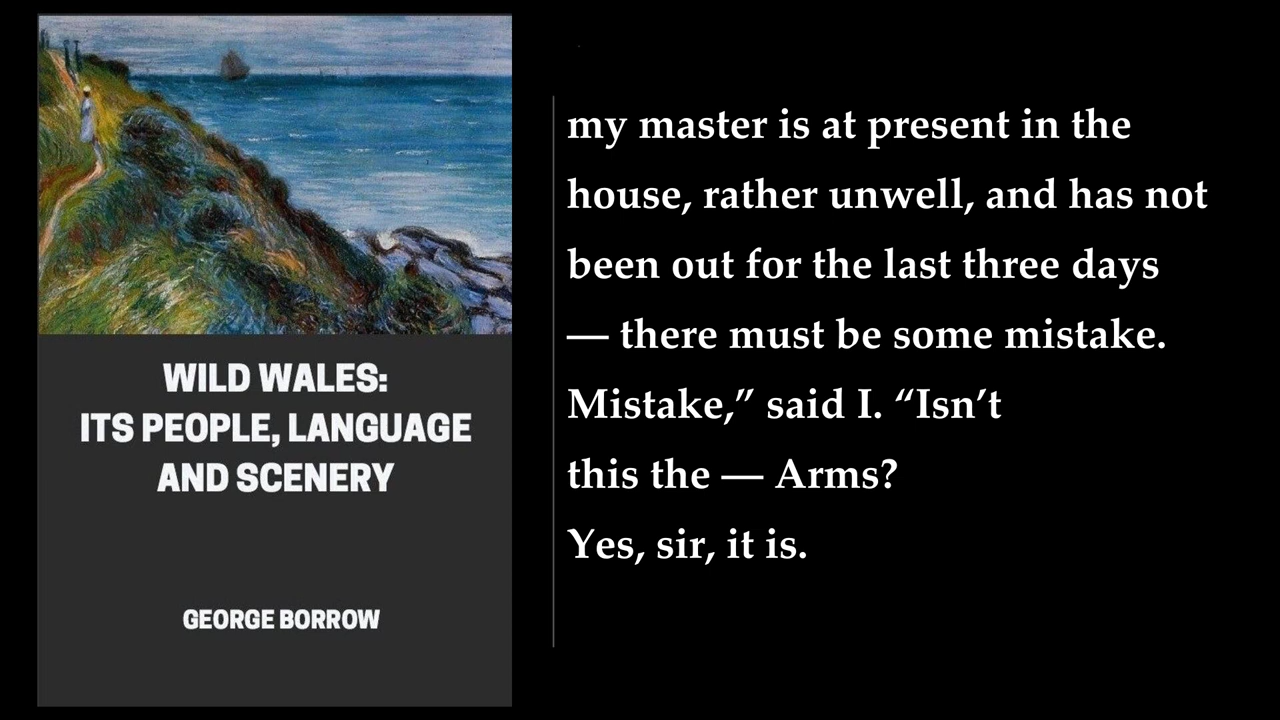 WILD WALES:
ITS PEOPLE, LANGUAGE
AND SCENERY
GEORGE BORROW
my master is at present in the
house, rather unwell, and has not
been out for the last three days
— there must be some mistake.
Mistake,” said I. “Isn’t
this the — Arms?
Yes, sir, it is.